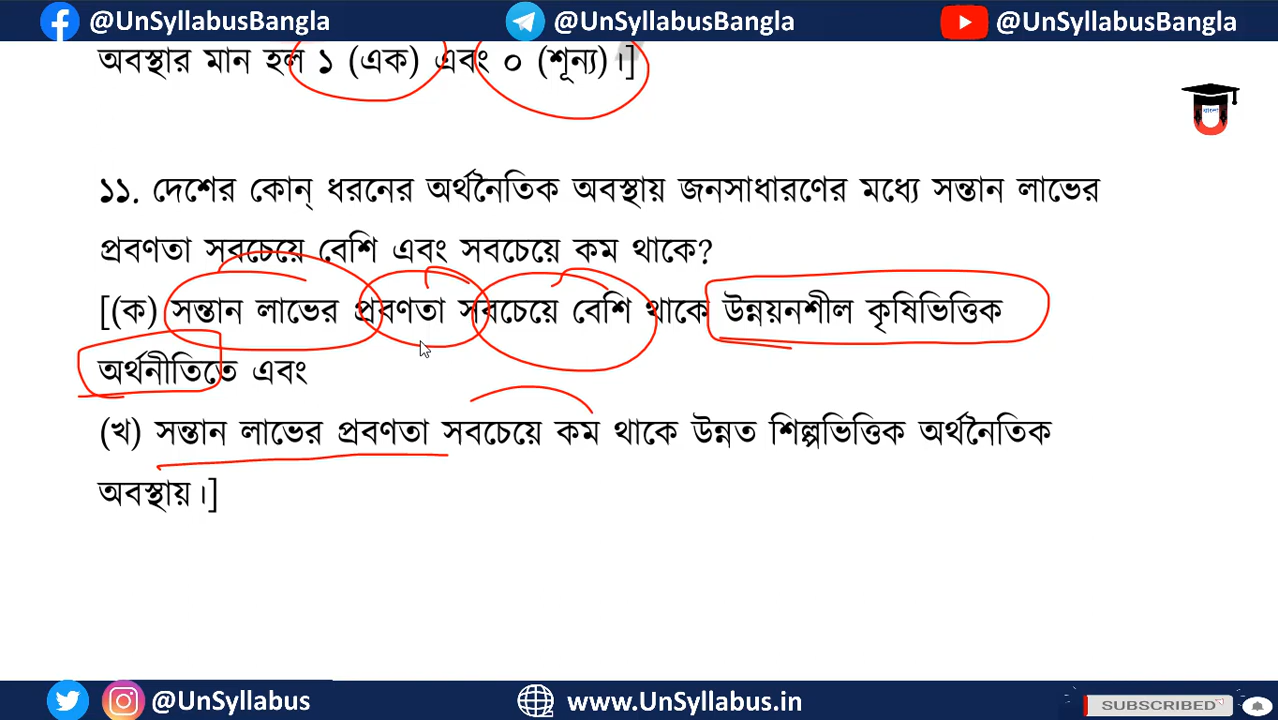 @UnSyllabusBangla @UnSyllabusBangla @UnSyllabusBangla
অবস্থার মান হল ১ (এক) এবং ০ (শূন্য)।]
১১. দেশের কোন্ ধরনের অর্থনৈতিক অবস্থায় জনসাধারণের মধ্যে সন্তান লাভের
প্রবণতা সবচেয়ে বেশি এবং সবচেয়ে কম থাকে?
[(ক) সন্তান লাভের প্রবণতা সবচেয়ে বেশি থাকে উন্নয়নশীল কৃষিভিত্তিক
অর্থনীতিতে এবং
(খ) সন্তান লাভের প্রবণতা সবচেয়ে কম থাকে উন্নত শিল্পভিত্তিক অর্থনৈতিক
অবস্থায়।]
@UnSyllabus www.UnSyllabus.in SUBSCRIBED